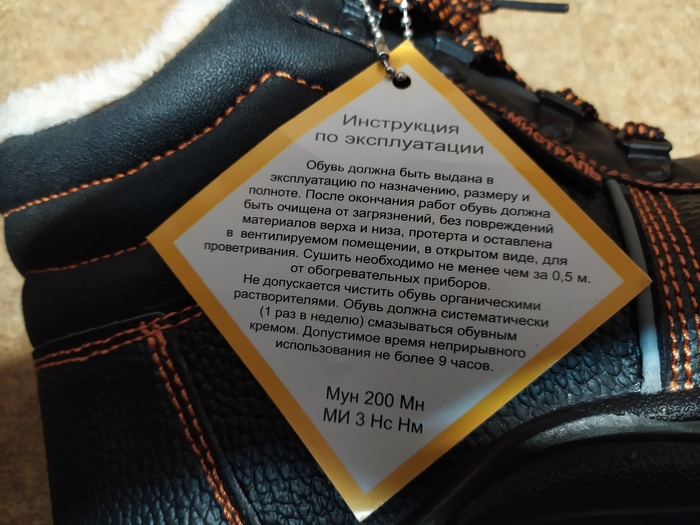 Инструкция
по эксплуатации
Обувь должна быть выдана в
эксплуатацию по назначению, размеру и
полноте. После окончания работ обувь должна
быть очищена от загрязнений, без повреждений
материалов верха и низа, протерта и оставлена
в вентилируемом помещении, в открытом виде, для
проветривания. Сушить необходимо не менее чем за 0,5 м.
от обогревательных приборов.
Не допускается чистить обувь органическими
растворителями. Обувь должна систематически
(1 раз в неделю) смазываться обувным
кремом. Допустимое время неприрывного
использования не более 9 часов.
Мун 200 Мн
МИ 3 Нс Нм
МИСТРАЛЬ